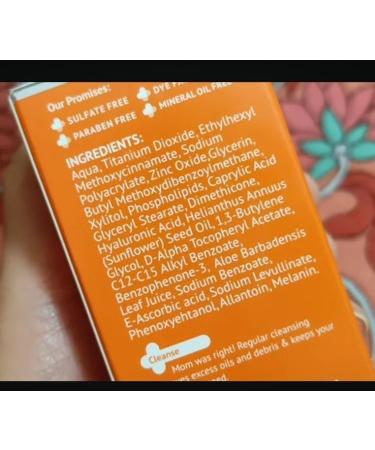 Our Promises:
SULFATE FREE
PARABEN FREE
MINERAL OIL FREE
INGREDIENTS:
Aqua, Titanium Dioxide, Ethylhexyl
Methoxycinnamate, Sodium
Polyacrylate, Zinc Oxide, Glycerin,
Butyl Methoxydibenzoylmethane,
Xylitol, Phospholipids, Caprylic Acid
Glyceryl Stearate, Dimethicone,
Hyaluronic Acid, Helianthus Annuus
(Sunflower) Seed Oil, 1,3-Butylene
Glycol, D-Alpha Tocopheryl Acetate,
C12-C15 Alkyl Benzoate,
Benzophenone-3, Aloe Barbadensis
Leaf Juice, Sodium Benzoate,
E-Ascorbic acid, Sodium Levulinate,
Phenoxyehtanol, Allantoin, Melanin.
Cleanse
Mom was right! Regular cleansing
excess oils and debris & keeps your